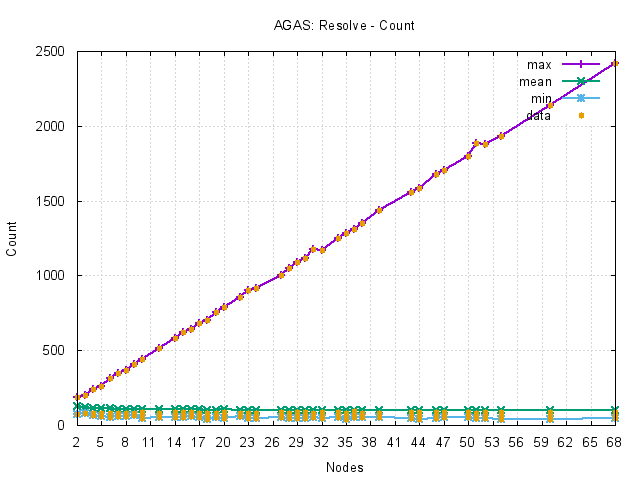 AGAS: Resolve - Count
2500
2000
1500
1000
500
0
Count
max
mean
min
data
2 5 8 11 14 17 20 23 26 29 32 35 38 41 44 47 50 53 56 59 62 65 68
Nodes